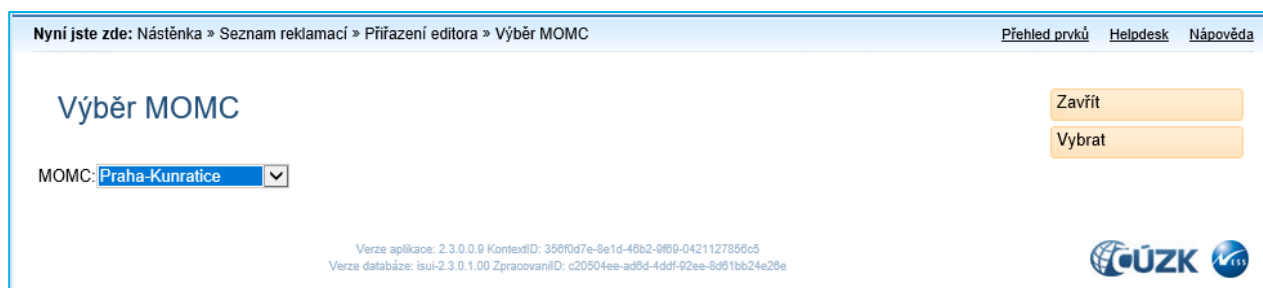 Nyní jste zde: Nástěnka » Seznam reklamací » Přiřazení editora » Výběr MOMC Přehled prvků Helpdesk Nápověda
Výběr MOMC
Zavřít
Vybrat
MOMC: Praha-Kunratice
Verze aplikace: 2.3.0.0.9 KontextID: 356f0d7e-8e1d-46b2-9f69-0421127856c5
Verze databáze: isui-2.3.0.1.00 ZpracovaniID: c20504ee-ad6d-4ddf-92ee-8d61bb24e26e
ČÚZK NESS